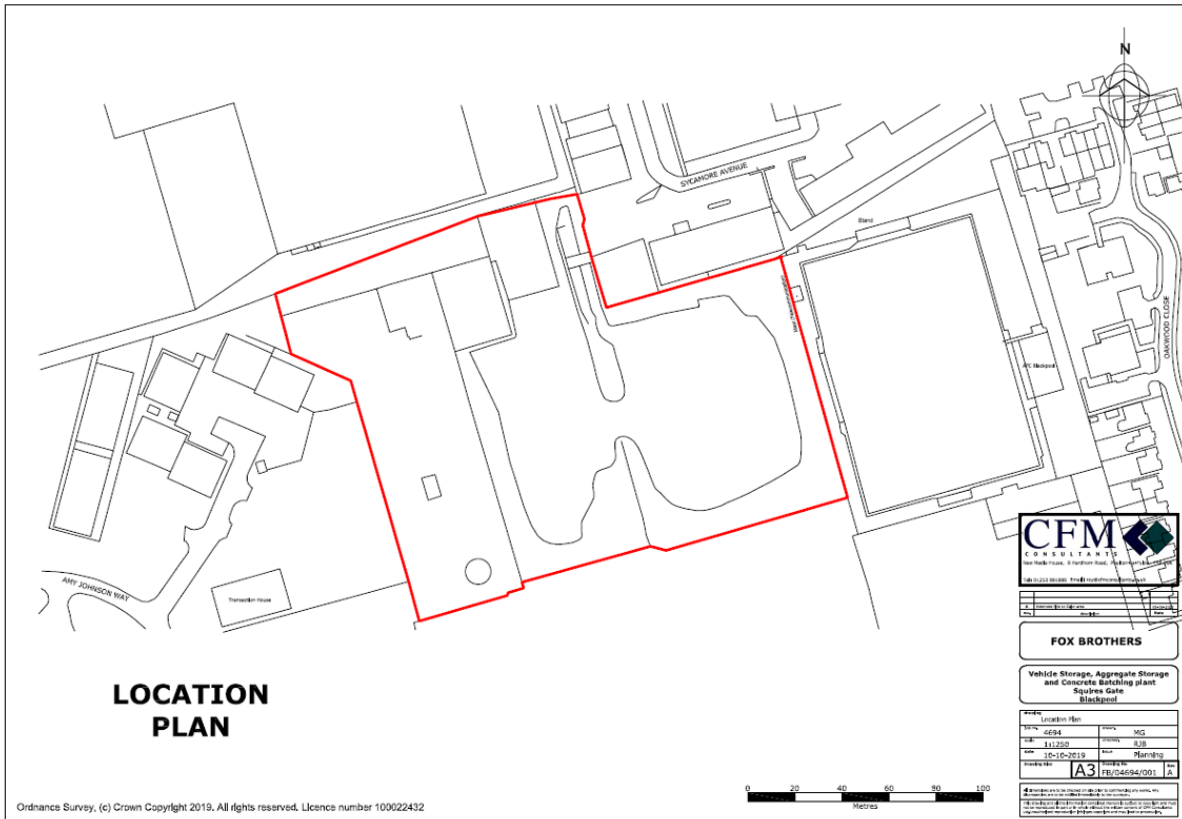 N
SYCAMORE AVENUE
Stand
OAKWOOD CLOSE
AFC Blackpool
AMY JOHNSON WAY
Transaction House
LOCATION
PLAN
CFM
CONSULTANTS
FOX BROTHERS
Vehicle Storage, Aggregate Storage
and Concrete Batching plant
Squires Gate
Blackpool
Location Plan
4694 MG
1:1250 RJB
10-10-2019 Planning
A3 FB/04694/001 A
0 20 40 60 80 100
Metres
Ordnance Survey, (c) Crown Copyright 2019. All rights reserved. Licence number 100022432